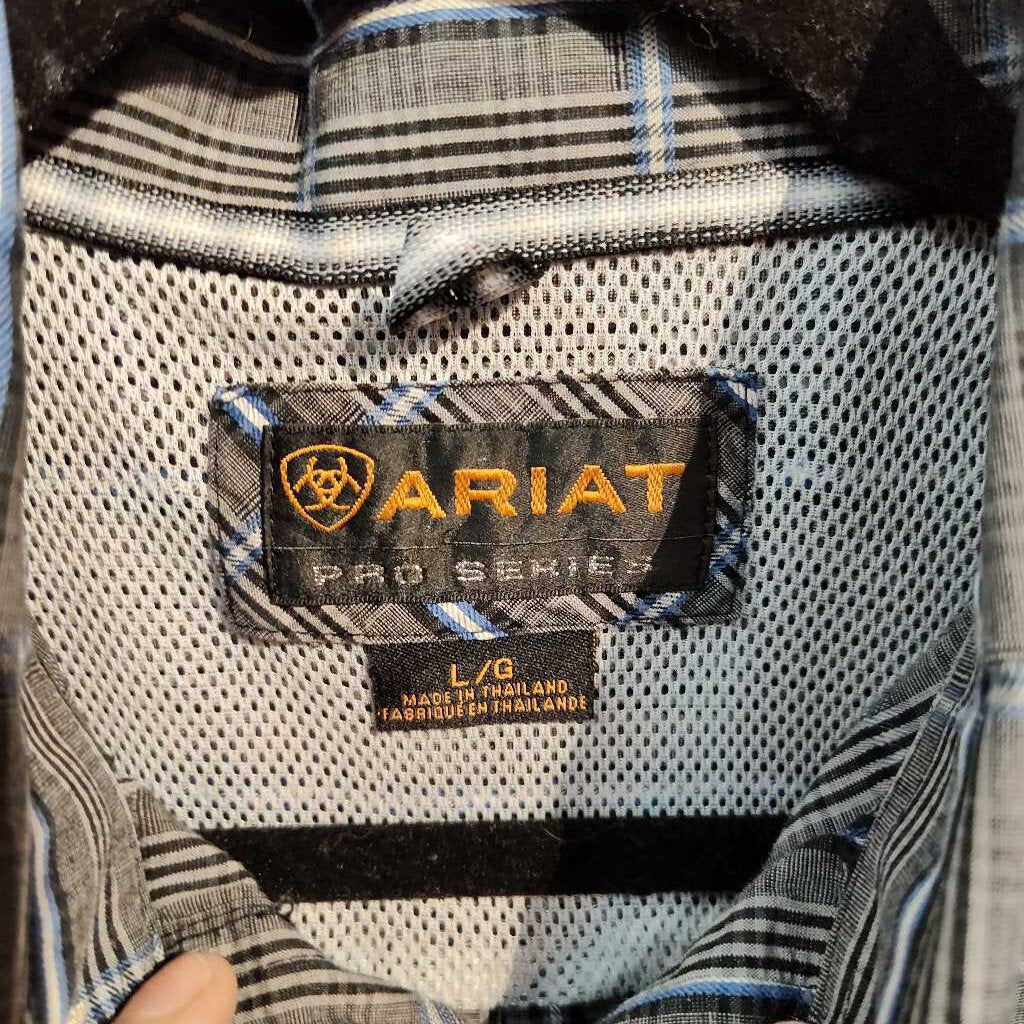 ARIAT
PRO SERIES
L/G
MADE IN THAILAND
FABRIQUÉ EN THAILANDE